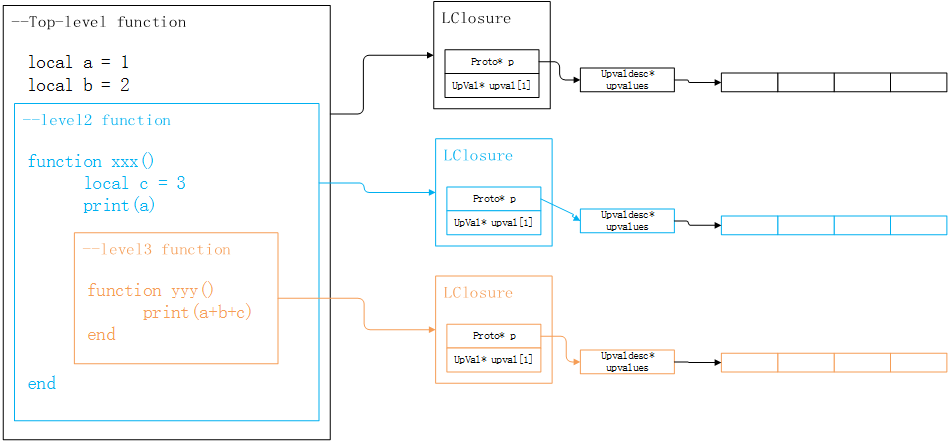 --Top-level function
local a = 1
local b = 2
--level2 function
function xxx()
local c = 3
print(a)
--level3 function
function yyy()
print(a+b+c)
end
end
LClosure
Proto* p
UpVal* upval[1]
Upvaldesc*
upvalues
LClosure
Proto* p
UpVal* upval[1]
Upvaldesc*
upvalues
LClosure
Proto* p
UpVal* upval[1]
Upvaldesc*
upvalues